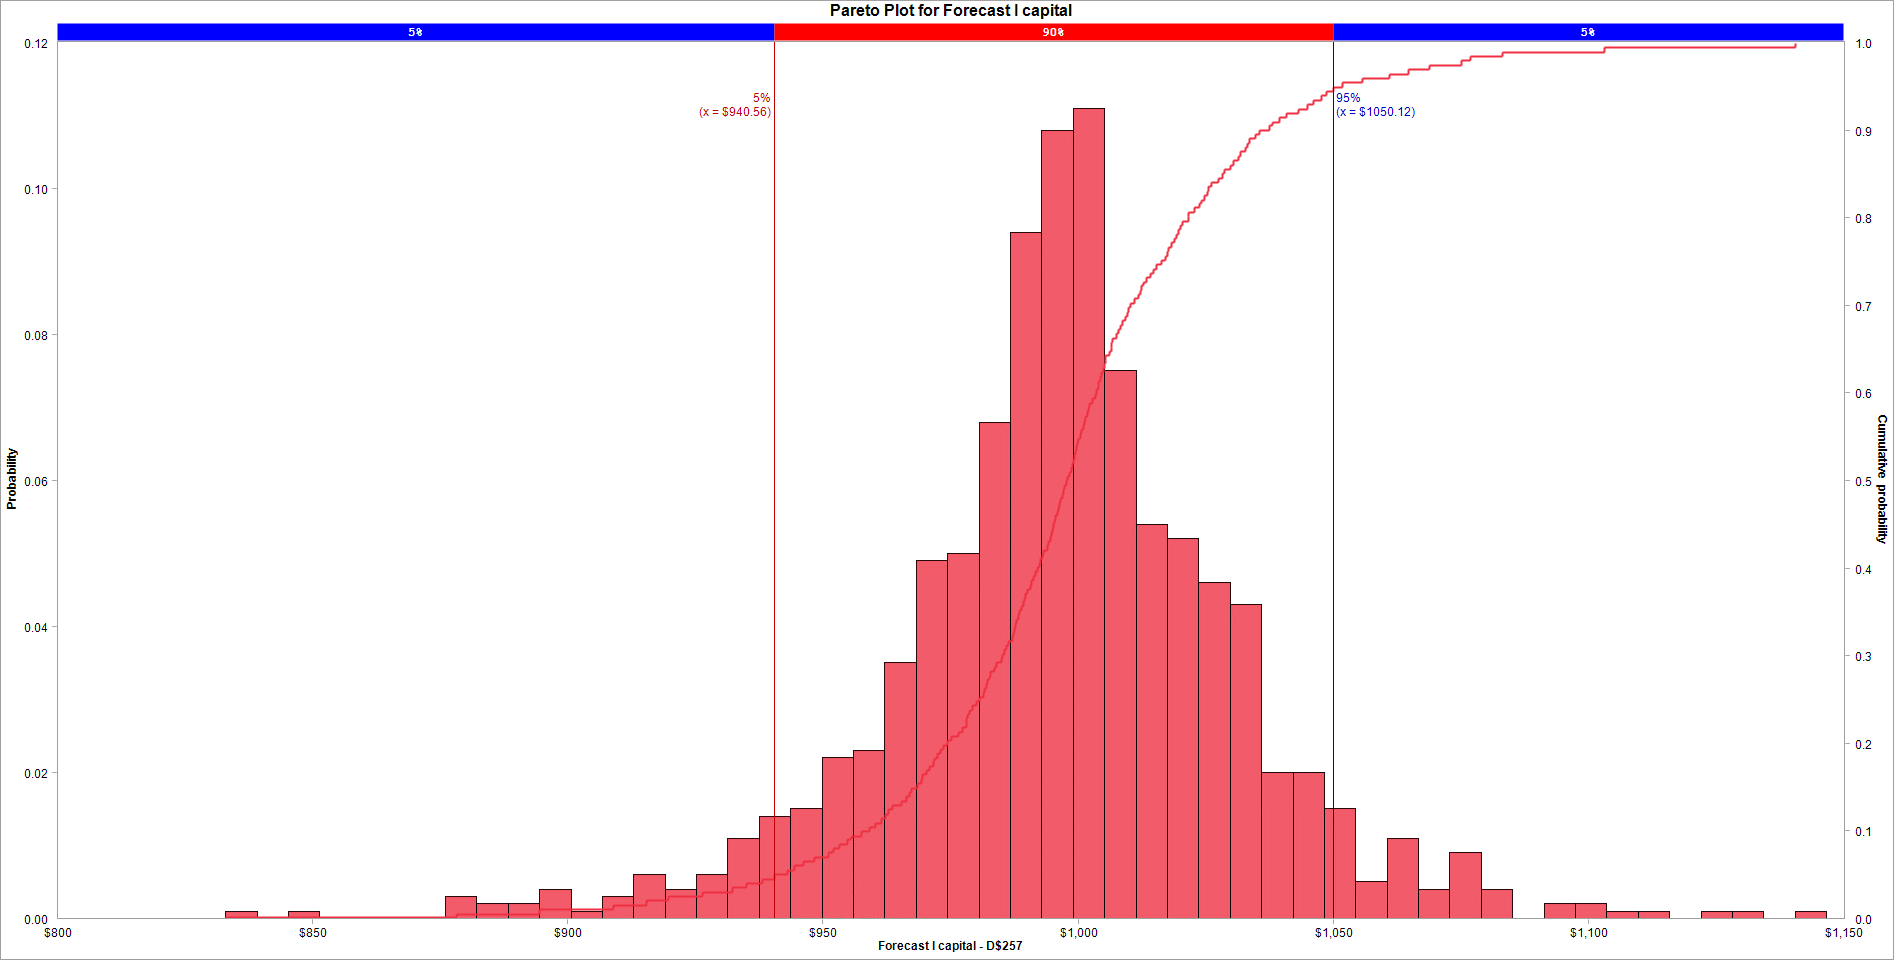 Pareto Plot for Forecast I capital
5% 90% 5%
0.12
0.10
0.08
0.06
0.04
0.02
0.00
Probability
5%
(x = $940.56)
95%
(x = $1050.12)
1.0
0.9
0.8
0.7
0.6
0.5
0.4
0.3
0.2
0.1
0.0
Cumulative probability
$800 $850 $900 $950 $1,000 $1,050 $1,100 $1,150
Forecast I capital - D$257